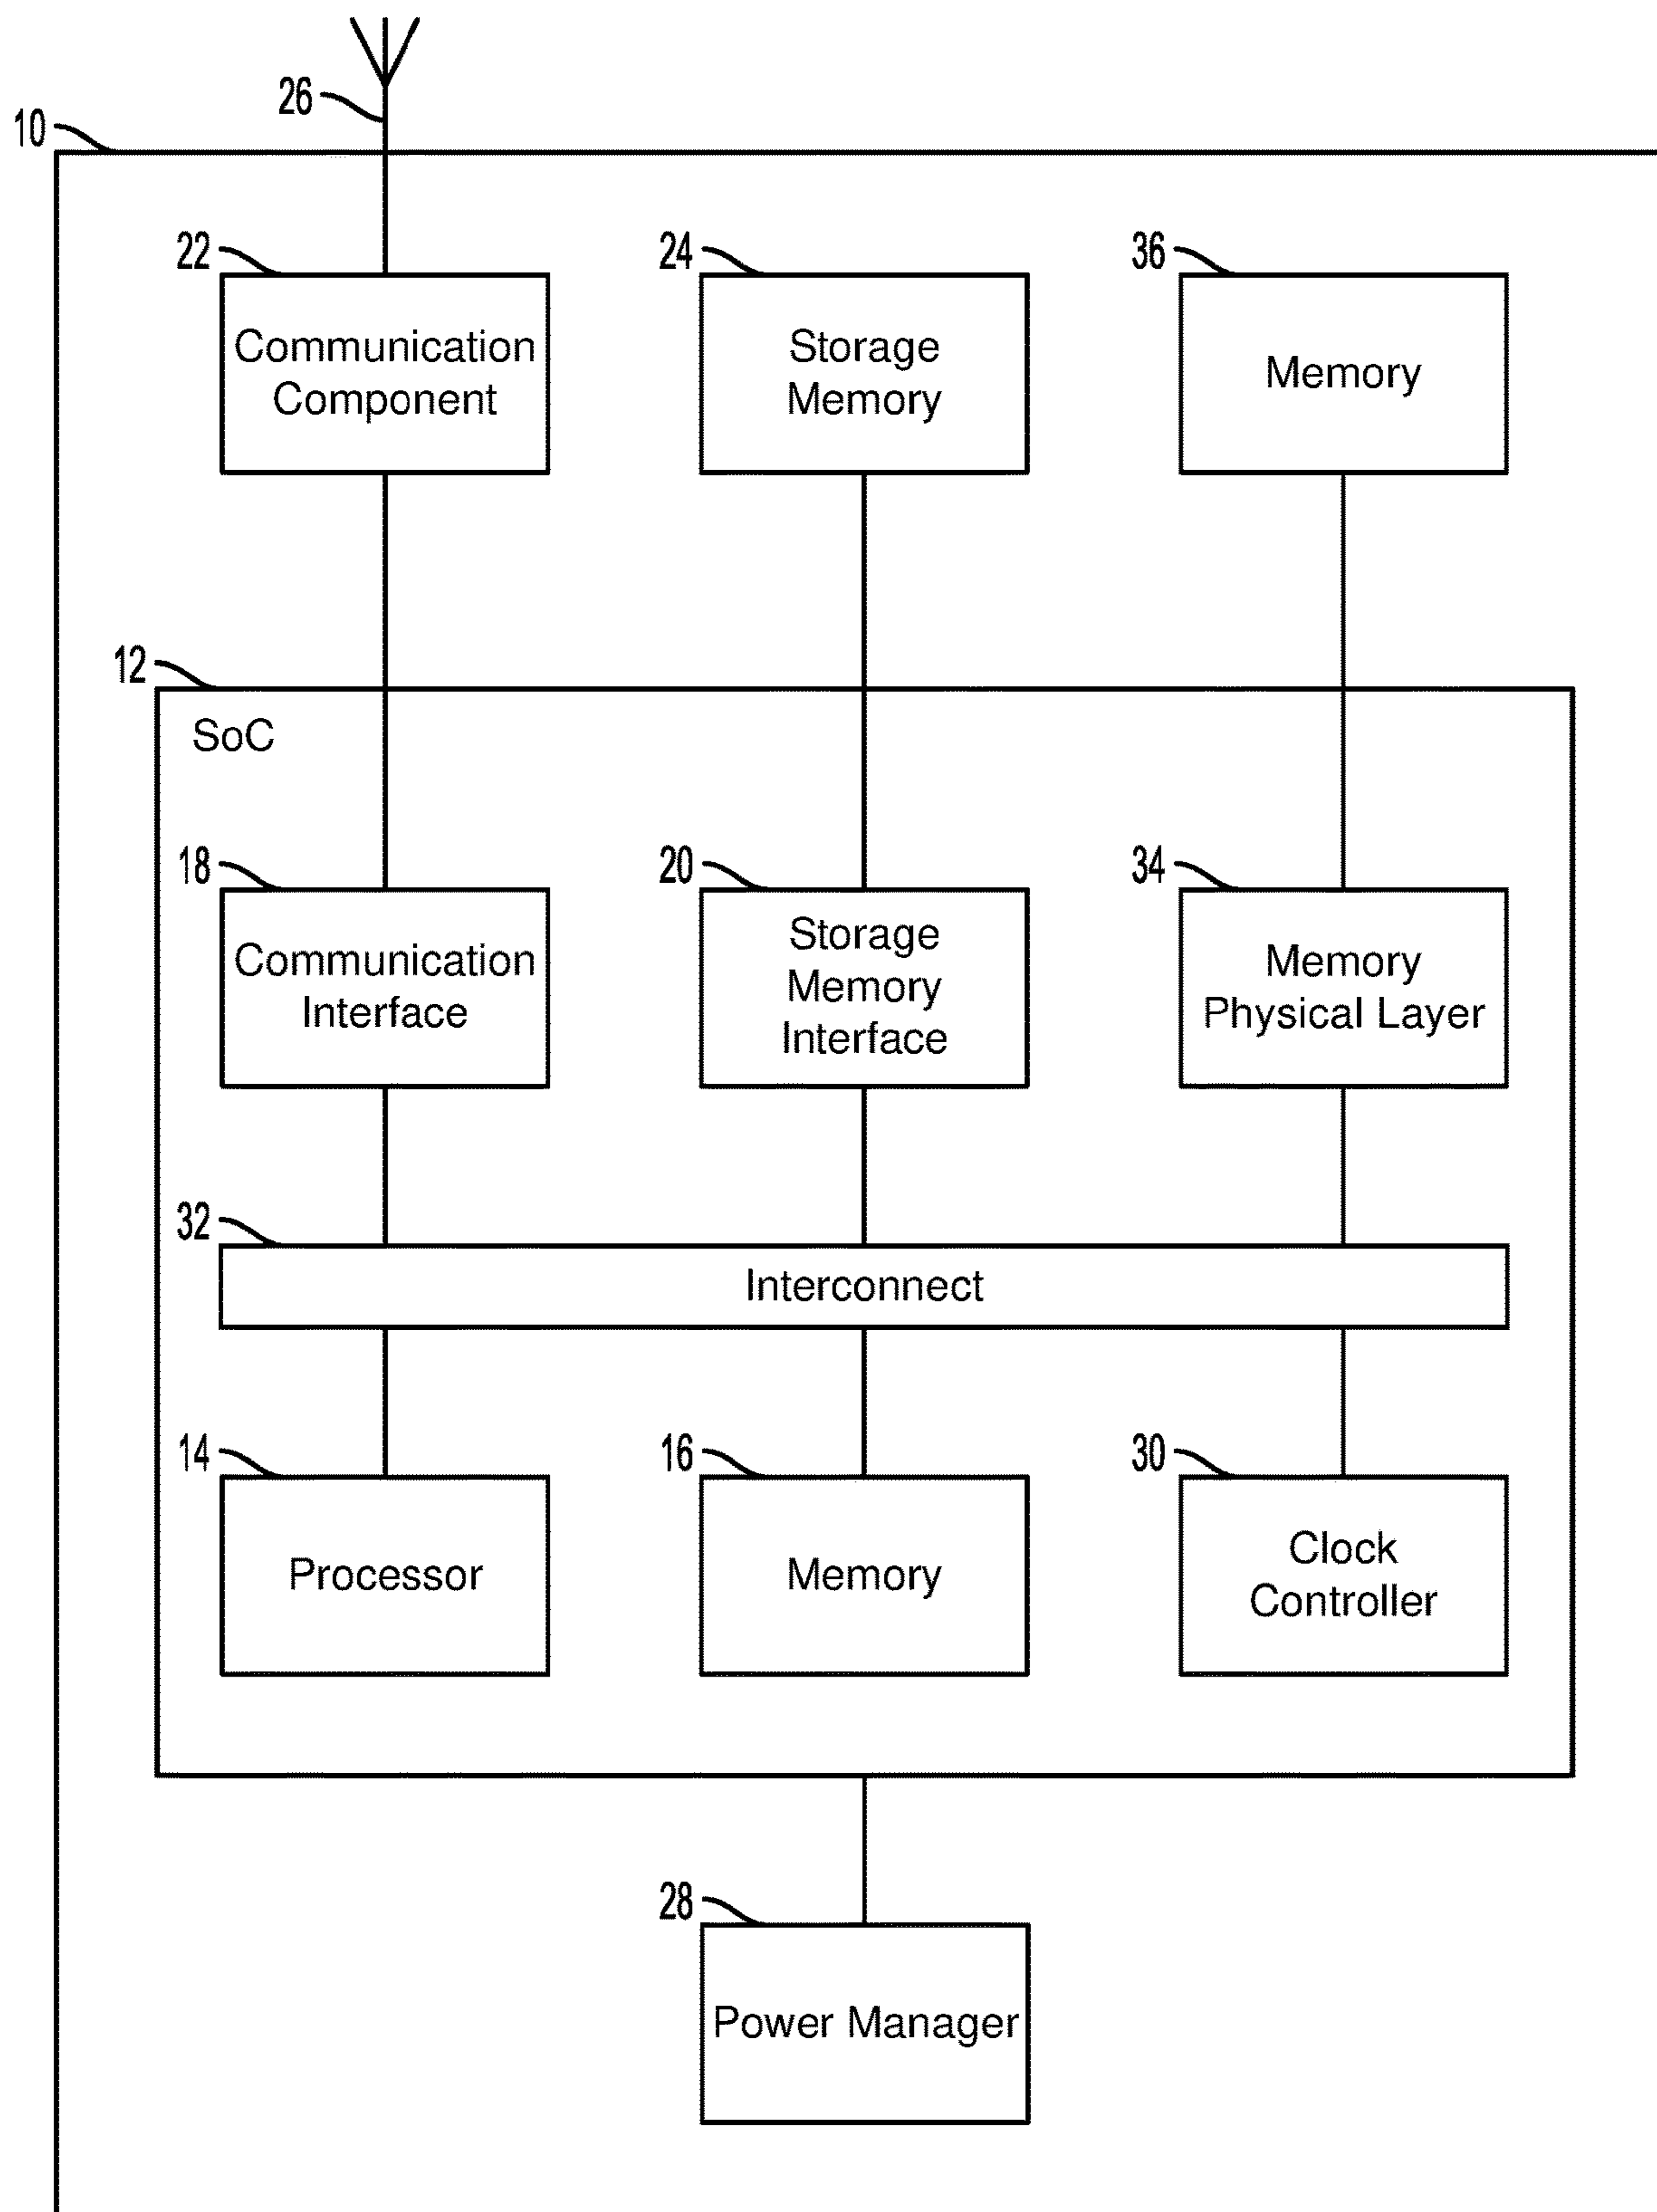 26
10
22
24
36
Communication
Component
Storage
Memory
Memory
12
SoC
18
20
34
Communication
Interface
Storage
Memory
Interface
Memory
Physical Layer
32
Interconnect
14
16
30
Processor
Memory
Clock
Controller
28
Power Manager